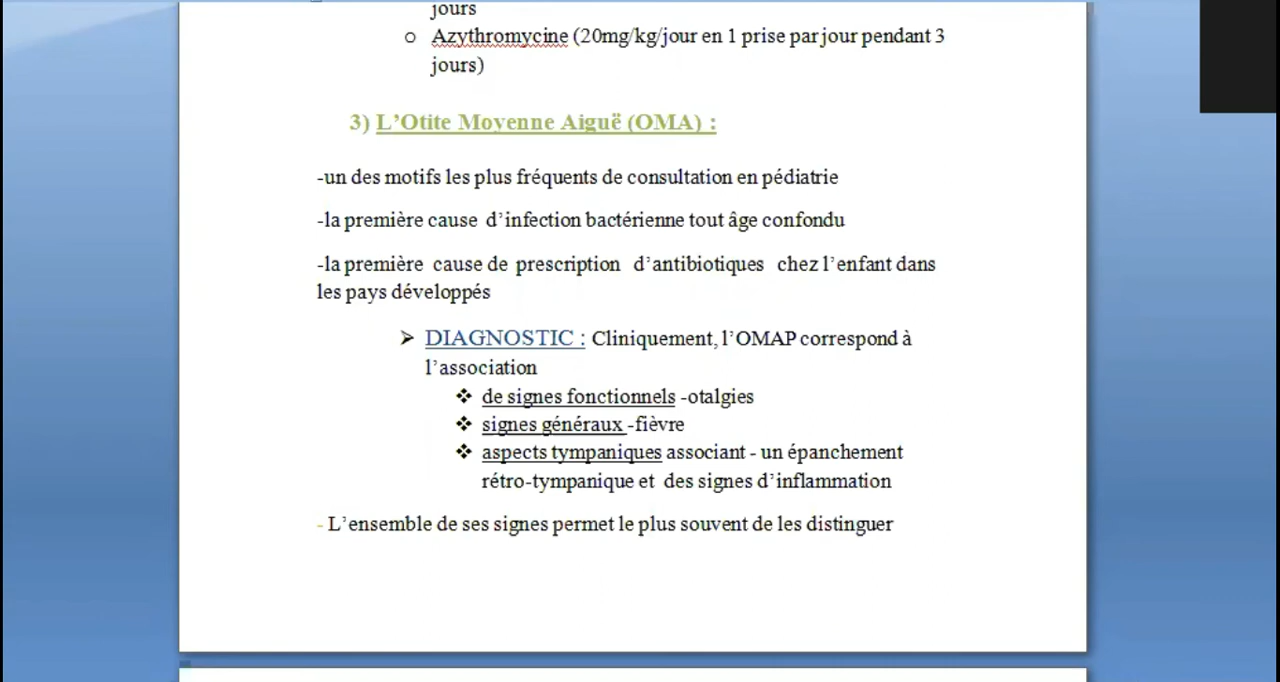 jours
o Azythromycine (20mg/kg/jour en 1 prise par jour pendant 3
jours)
3) L’Otite Moyenne Aiguë (OMA) :
-un des motifs les plus fréquents de consultation en pédiatrie
-la première cause d’infection bactérienne tout âge confondu
-la première cause de prescription d’antibiotiques chez l’enfant dans
les pays développés
➢ DIAGNOSTIC : Cliniquement, l’OMAP correspond à
l’association
❖ de signes fonctionnels -otalgies
❖ signes généraux -fièvre
❖ aspects tympaniques associant - un épanchement
rétro-tympanique et des signes d’inflammation
- L’ensemble de ses signes permet le plus souvent de les distinguer